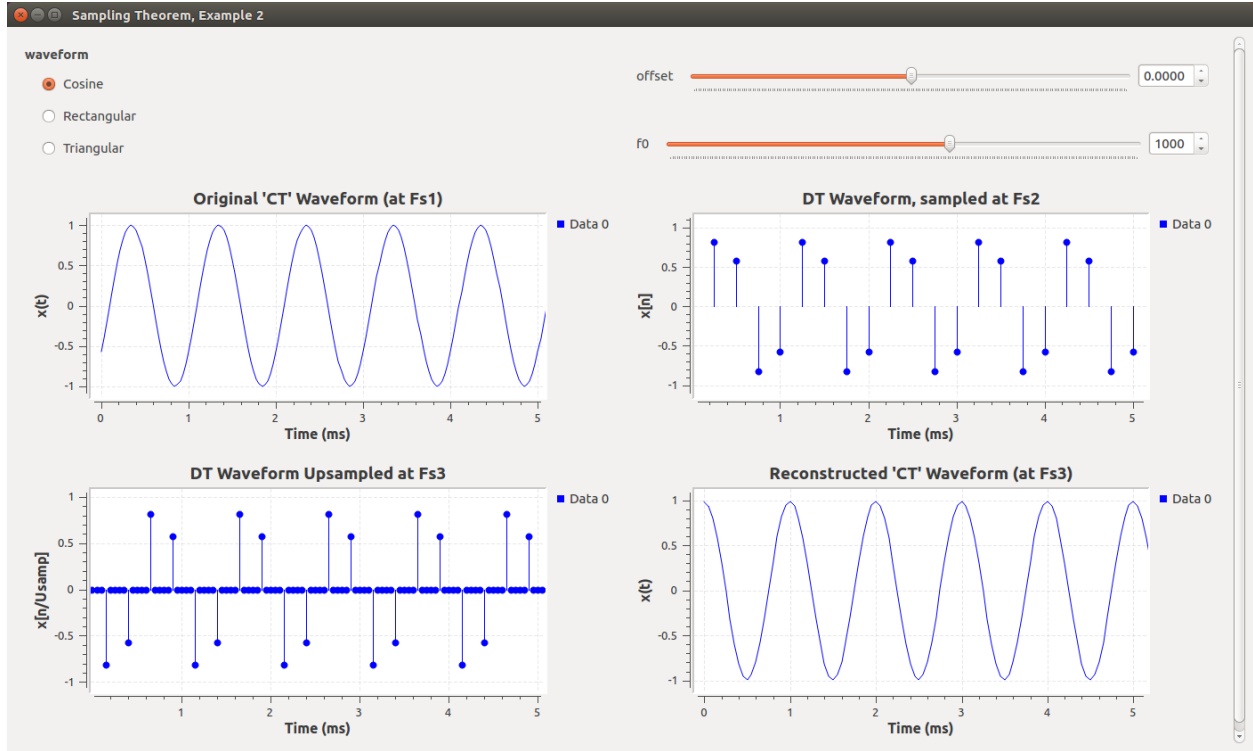 Sampling Theorem, Example 2
waveform
Cosine
Rectangular
Triangular
offset
0.0000
f0
1000
Original 'CT' Waveform (at Fs1)
Data 0
1
0.5
0
-0.5
-1
x(t)
0 1 2 3 4 5
Time (ms)
DT Waveform, sampled at Fs2
Data 0
1
0.5
0
-0.5
-1
x[n]
1 2 3 4 5
Time (ms)
DT Waveform Upsampled at Fs3
Data 0
1
0.5
0
-0.5
-1
x[n/Usamp]
1 2 3 4 5
Time (ms)
Reconstructed 'CT' Waveform (at Fs3)
Data 0
1
0.5
0
-0.5
-1
x(t)
0 1 2 3 4 5
Time (ms)